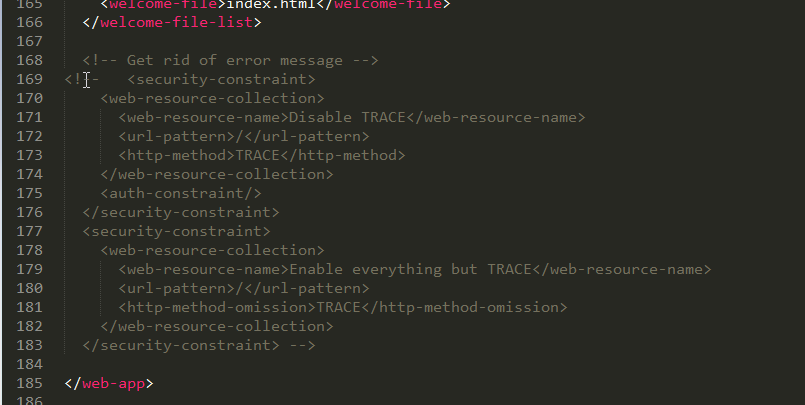 165 <welcome-file>index.html</welcome-file>
166 </welcome-file-list>
167
168 <!-- Get rid of error message -->
169 <!-- <security-constraint>
170 <web-resource-collection>
171 <web-resource-name>Disable TRACE</web-resource-name>
172 <url-pattern>/</url-pattern>
173 <http-method>TRACE</http-method>
174 </web-resource-collection>
175 <auth-constraint/>
176 </security-constraint>
177 <security-constraint>
178 <web-resource-collection>
179 <web-resource-name>Enable everything but TRACE</web-resource-name>
180 <url-pattern>/</url-pattern>
181 <http-method-omission>TRACE</http-method-omission>
182 </web-resource-collection>
183 </security-constraint> -->
184
185 </web-app>
186